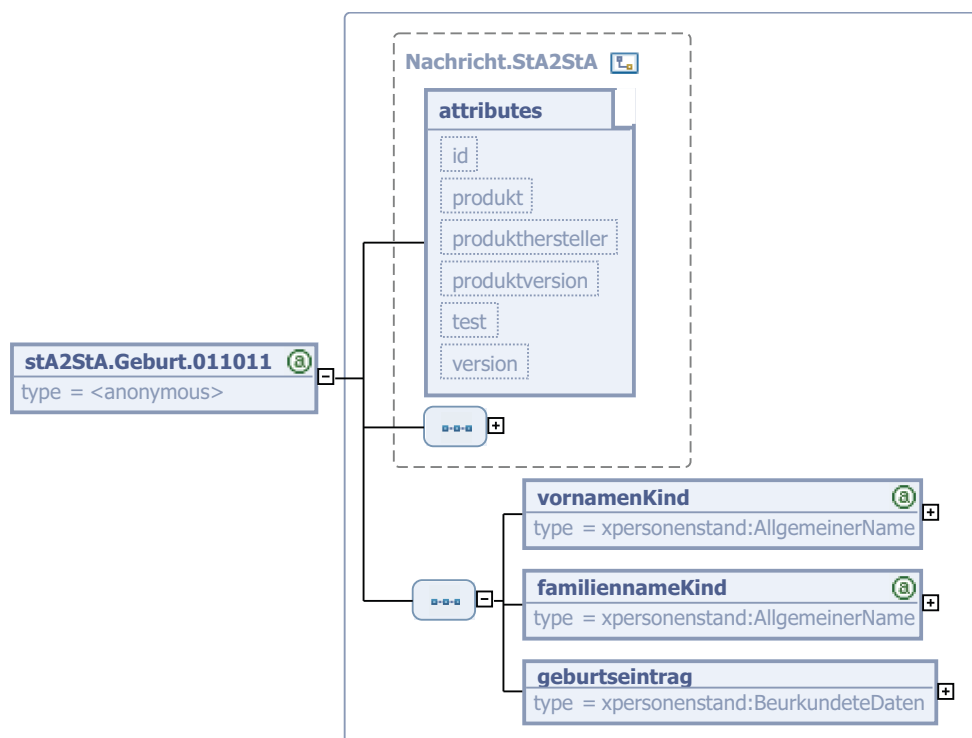 Nachricht.StA2StA
attributes
id
produkt
produkthersteller
produktversion
test
version
stA2StA.Geburt.011011
type = <anonymous>
vornamenKind
type = xpersonenstand:AllgemeinerName
familiennameKind
type = xpersonenstand:AllgemeinerName
geburtseintrag
type = xpersonenstand:BeurkundeteDaten